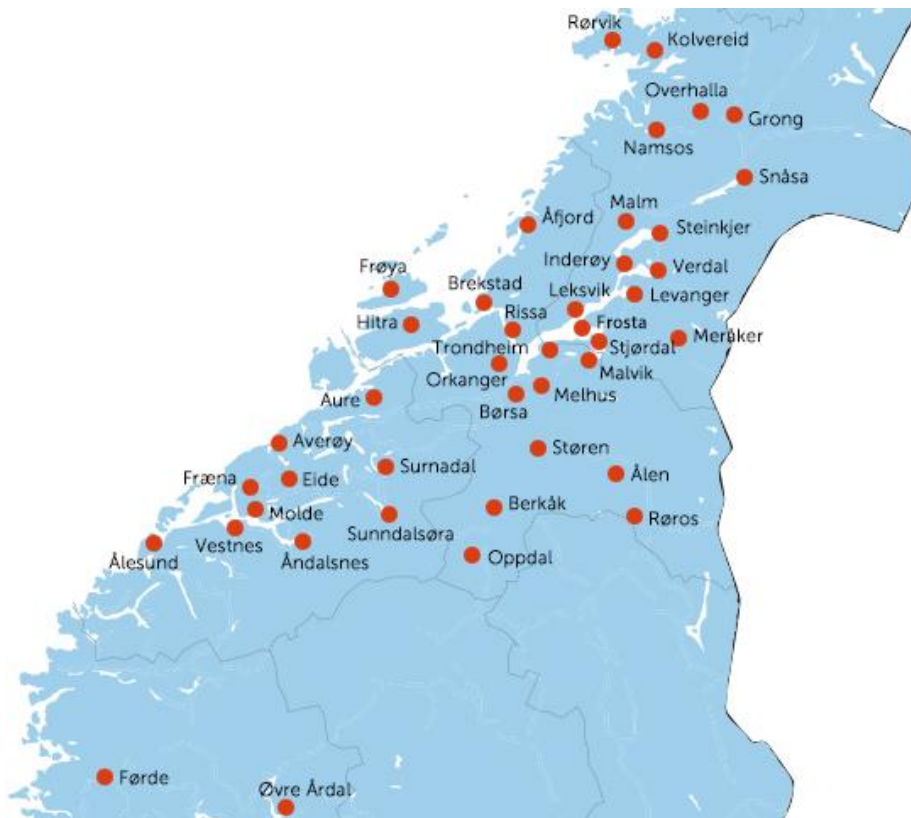 Rørvik
Kolvereid
Overhalla
Grong
Namsos
Snåsa
Malm
Åfjord
Steinkjer
Inderøy
Verdal
Frøya
Brekstad
Leksvik
Levanger
Rissa
Hitra
Frosta
Meråker
Trondheim
Stjørdal
Orkanger
Malvik
Aure
Børsa
Melhus
Averøy
Støren
Surnadal
Fræna
Eide
Ålen
Molde
Berkåk
Røros
Vestnes
Sunndalsøra
Ålesund
Åndalsnes
Oppdal
Førde
Øvre Årdal